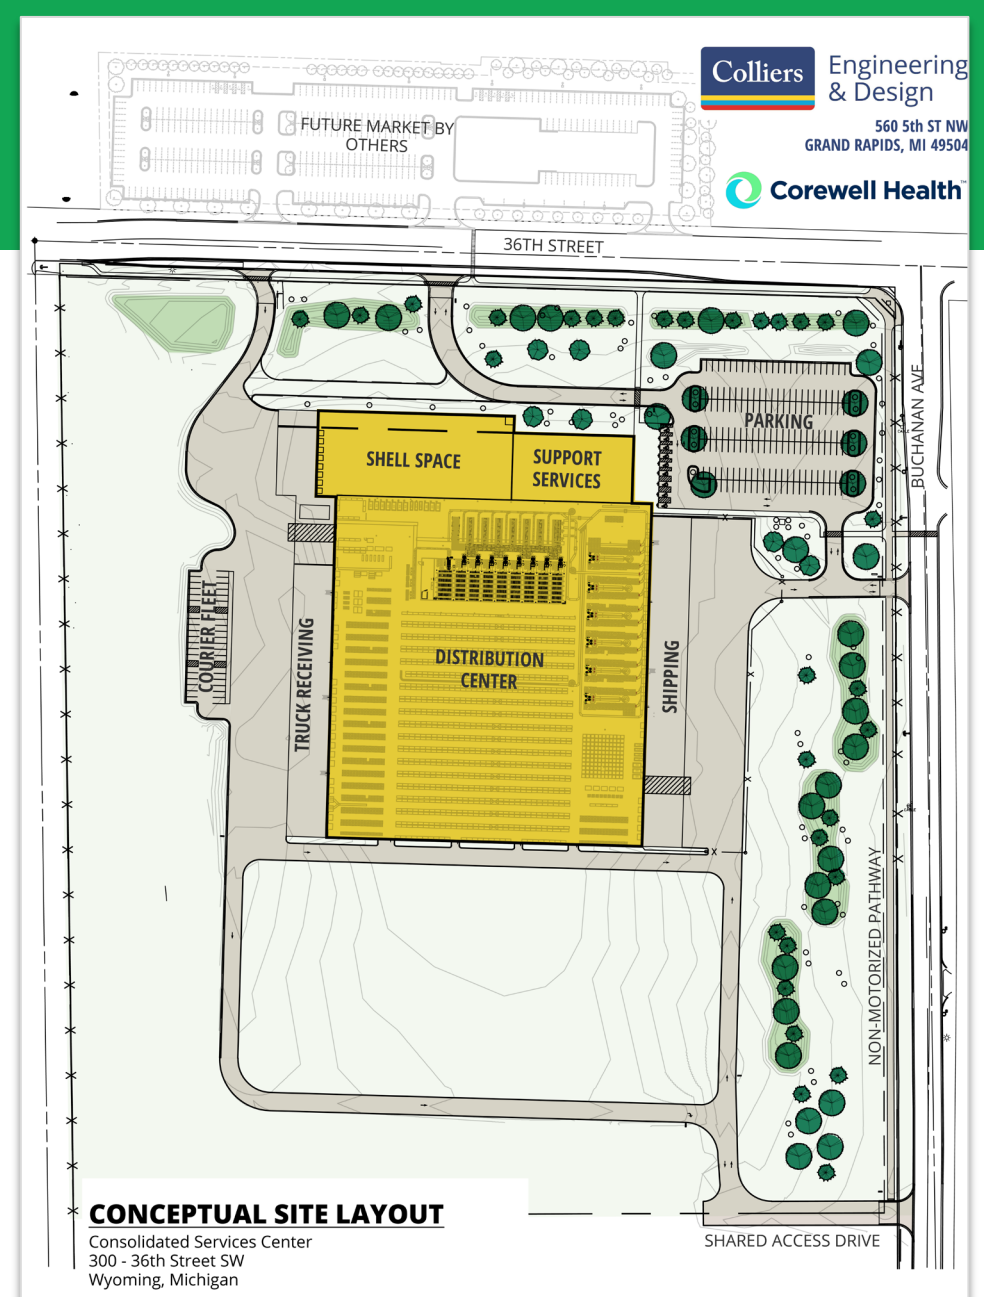 Colliers
Engineering
& Design
560 5th ST NW
GRAND RAPIDS, MI 49504
Corewell Health™
FUTURE MARKET BY
OTHERS
36TH STREET
BUCHANAN AVE
PARKING
SHELL SPACE
SUPPORT
SERVICES
COURIER FLEET
TRUCK RECEIVING
DISTRIBUTION
CENTER
SHIPPING
NON-MOTORIZED PATHWAY
SHARED ACCESS DRIVE
CONCEPTUAL SITE LAYOUT
Consolidated Services Center
300 - 36th Street SW
Wyoming, Michigan